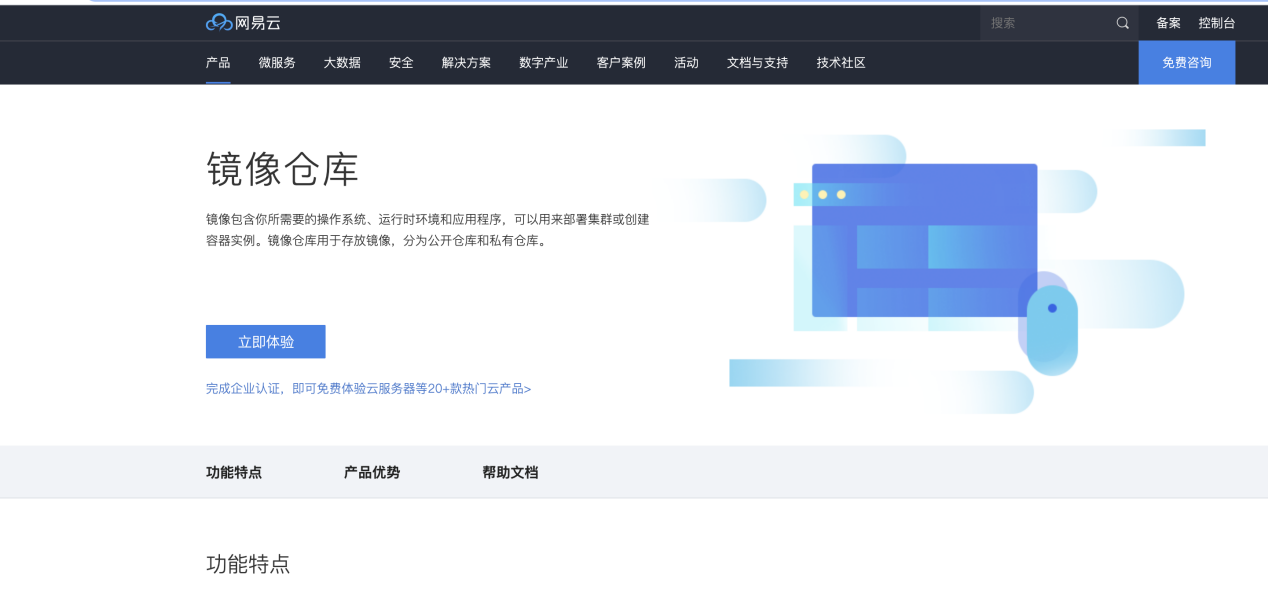 网易云
搜索
备案
控制台
产品
微服务
大数据
安全
解决方案
数字产业
客户案例
活动
文档与支持
技术社区
免费咨询
镜像仓库
镜像包含你所需要的操作系统、运行时环境和应用程序，可以用来部署集群或创建
容器实例。镜像仓库用于存放镜像，分为公开仓库和私有仓库。
立即体验
完成企业认证，即可免费体验云服务器等20+款热门云产品>
功能特点
产品优势
帮助文档
功能特点